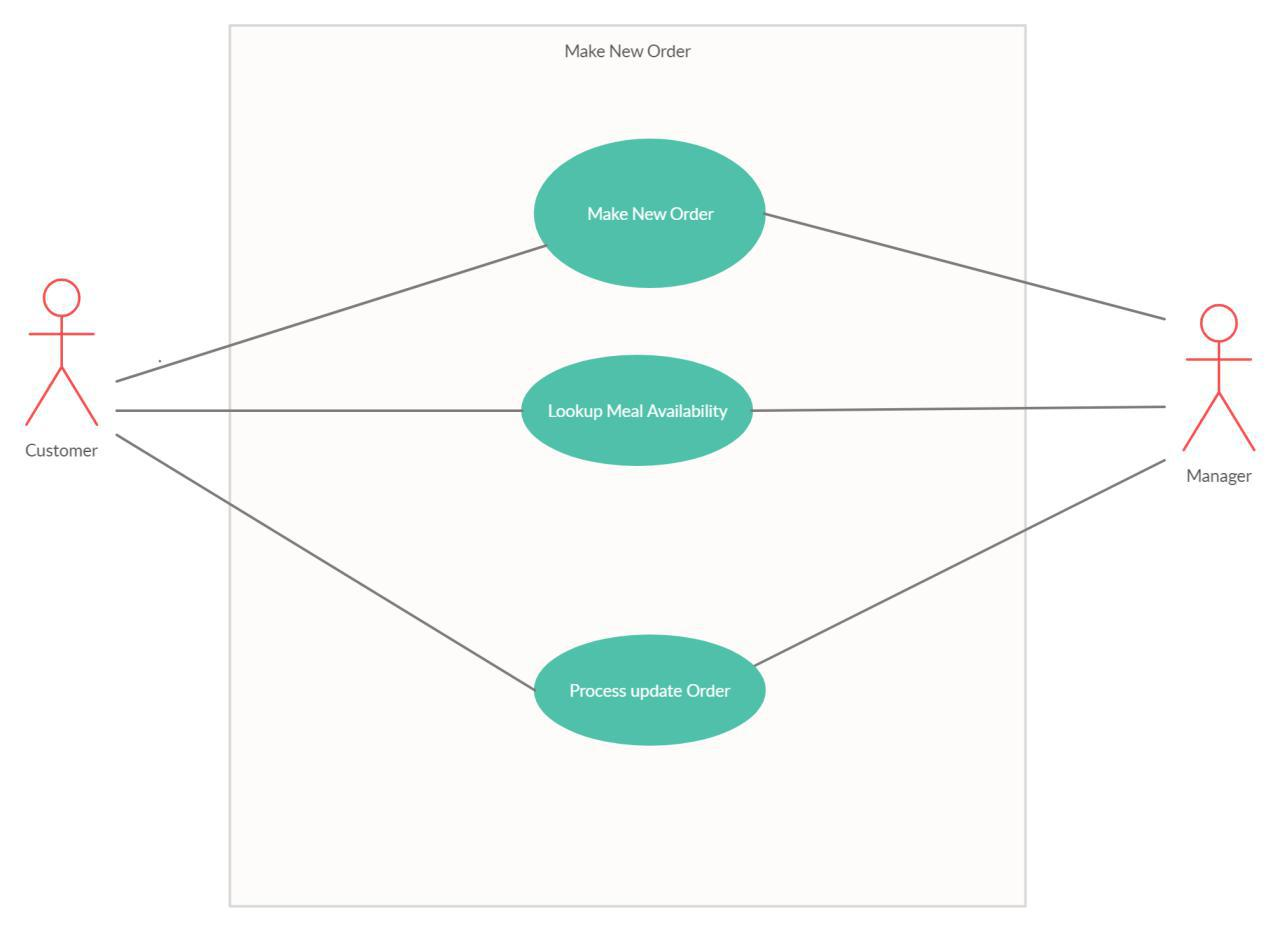 Make New Order
Make New Order
Lookup Meal Availability
Customer
Manager
Process update Order